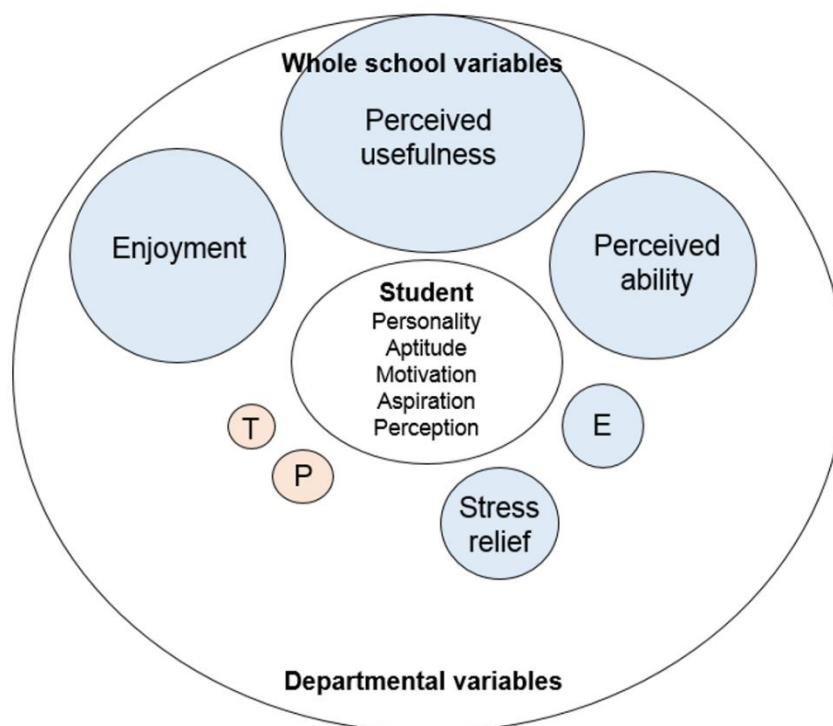 Whole school variables
Perceived
usefulness
Enjoyment
Perceived
ability
Student
Personality
Aptitude
Motivation
Aspiration
Perception
T
E
P
Stress
relief
Departmental variables